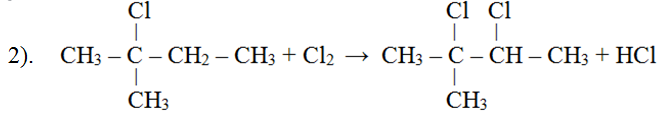 Cl Cl Cl
| | |
2). CH₃ – C – CH₂ – CH₃ + Cl₂ → CH₃ – C – CH – CH₃ + HCl
| |
CH₃ CH₃